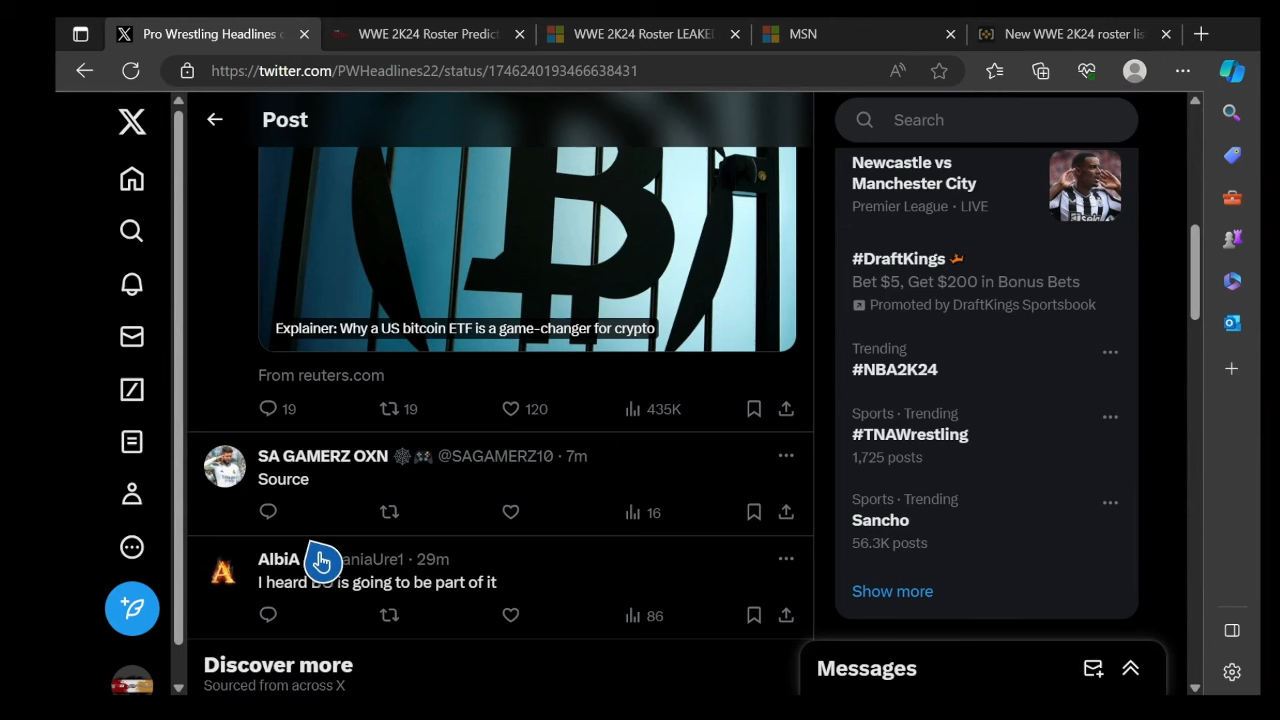 Pro Wrestling Headlines
WWE 2K24 Roster Predict
WWE 2K24 Roster LEAKE
MSN
New WWE 2K24 roster lis
https://twitter.com/PWHeadlines22/status/1746240193466638431
Post
Explainer: Why a US bitcoin ETF is a game-changer for crypto
From reuters.com
19
19
120
435K
SA GAMERZ OXN @SAGAMERZ10 · 7m
Source
16
AlbiA aniaUre1 · 29m
I heard is going to be part of it
86
Discover more
Sourced from across X
Search
Newcastle vs
Manchester City
Premier League · LIVE
#DraftKings
Bet $5, Get $200 in Bonus Bets
Promoted by DraftKings Sportsbook
Trending
#NBA2K24
Sports · Trending
#TNAWrestling
1,725 posts
Sports · Trending
Sancho
56.3K posts
Show more
Messages